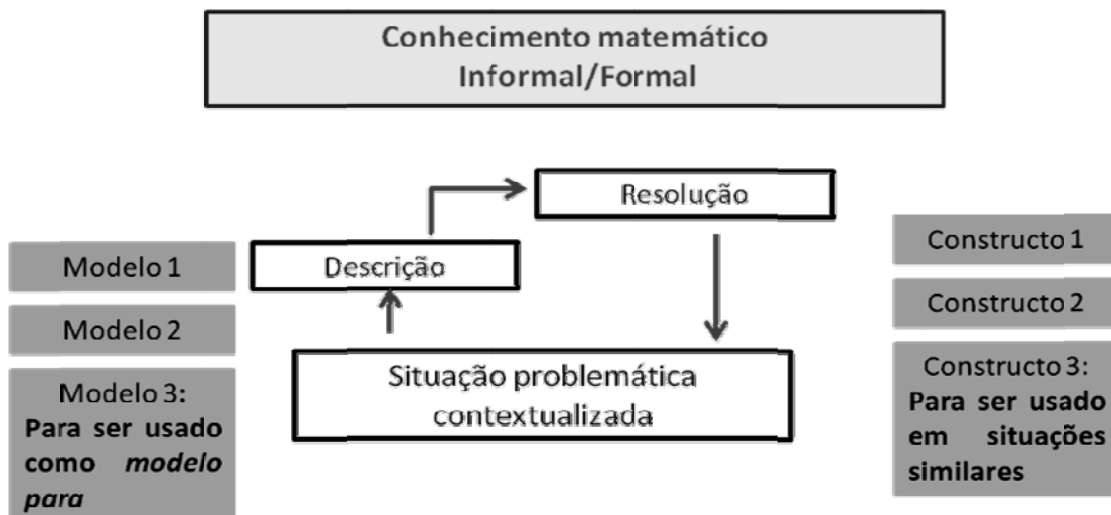 Conhecimento matemático
Informal/Formal
Resolução
Descrição
Situação problemática
contextualizada
Modelo 1
Modelo 2
Modelo 3:
Para ser usado
como modelo
para
Constructo 1
Constructo 2
Constructo 3:
Para ser usado
em situações
similares